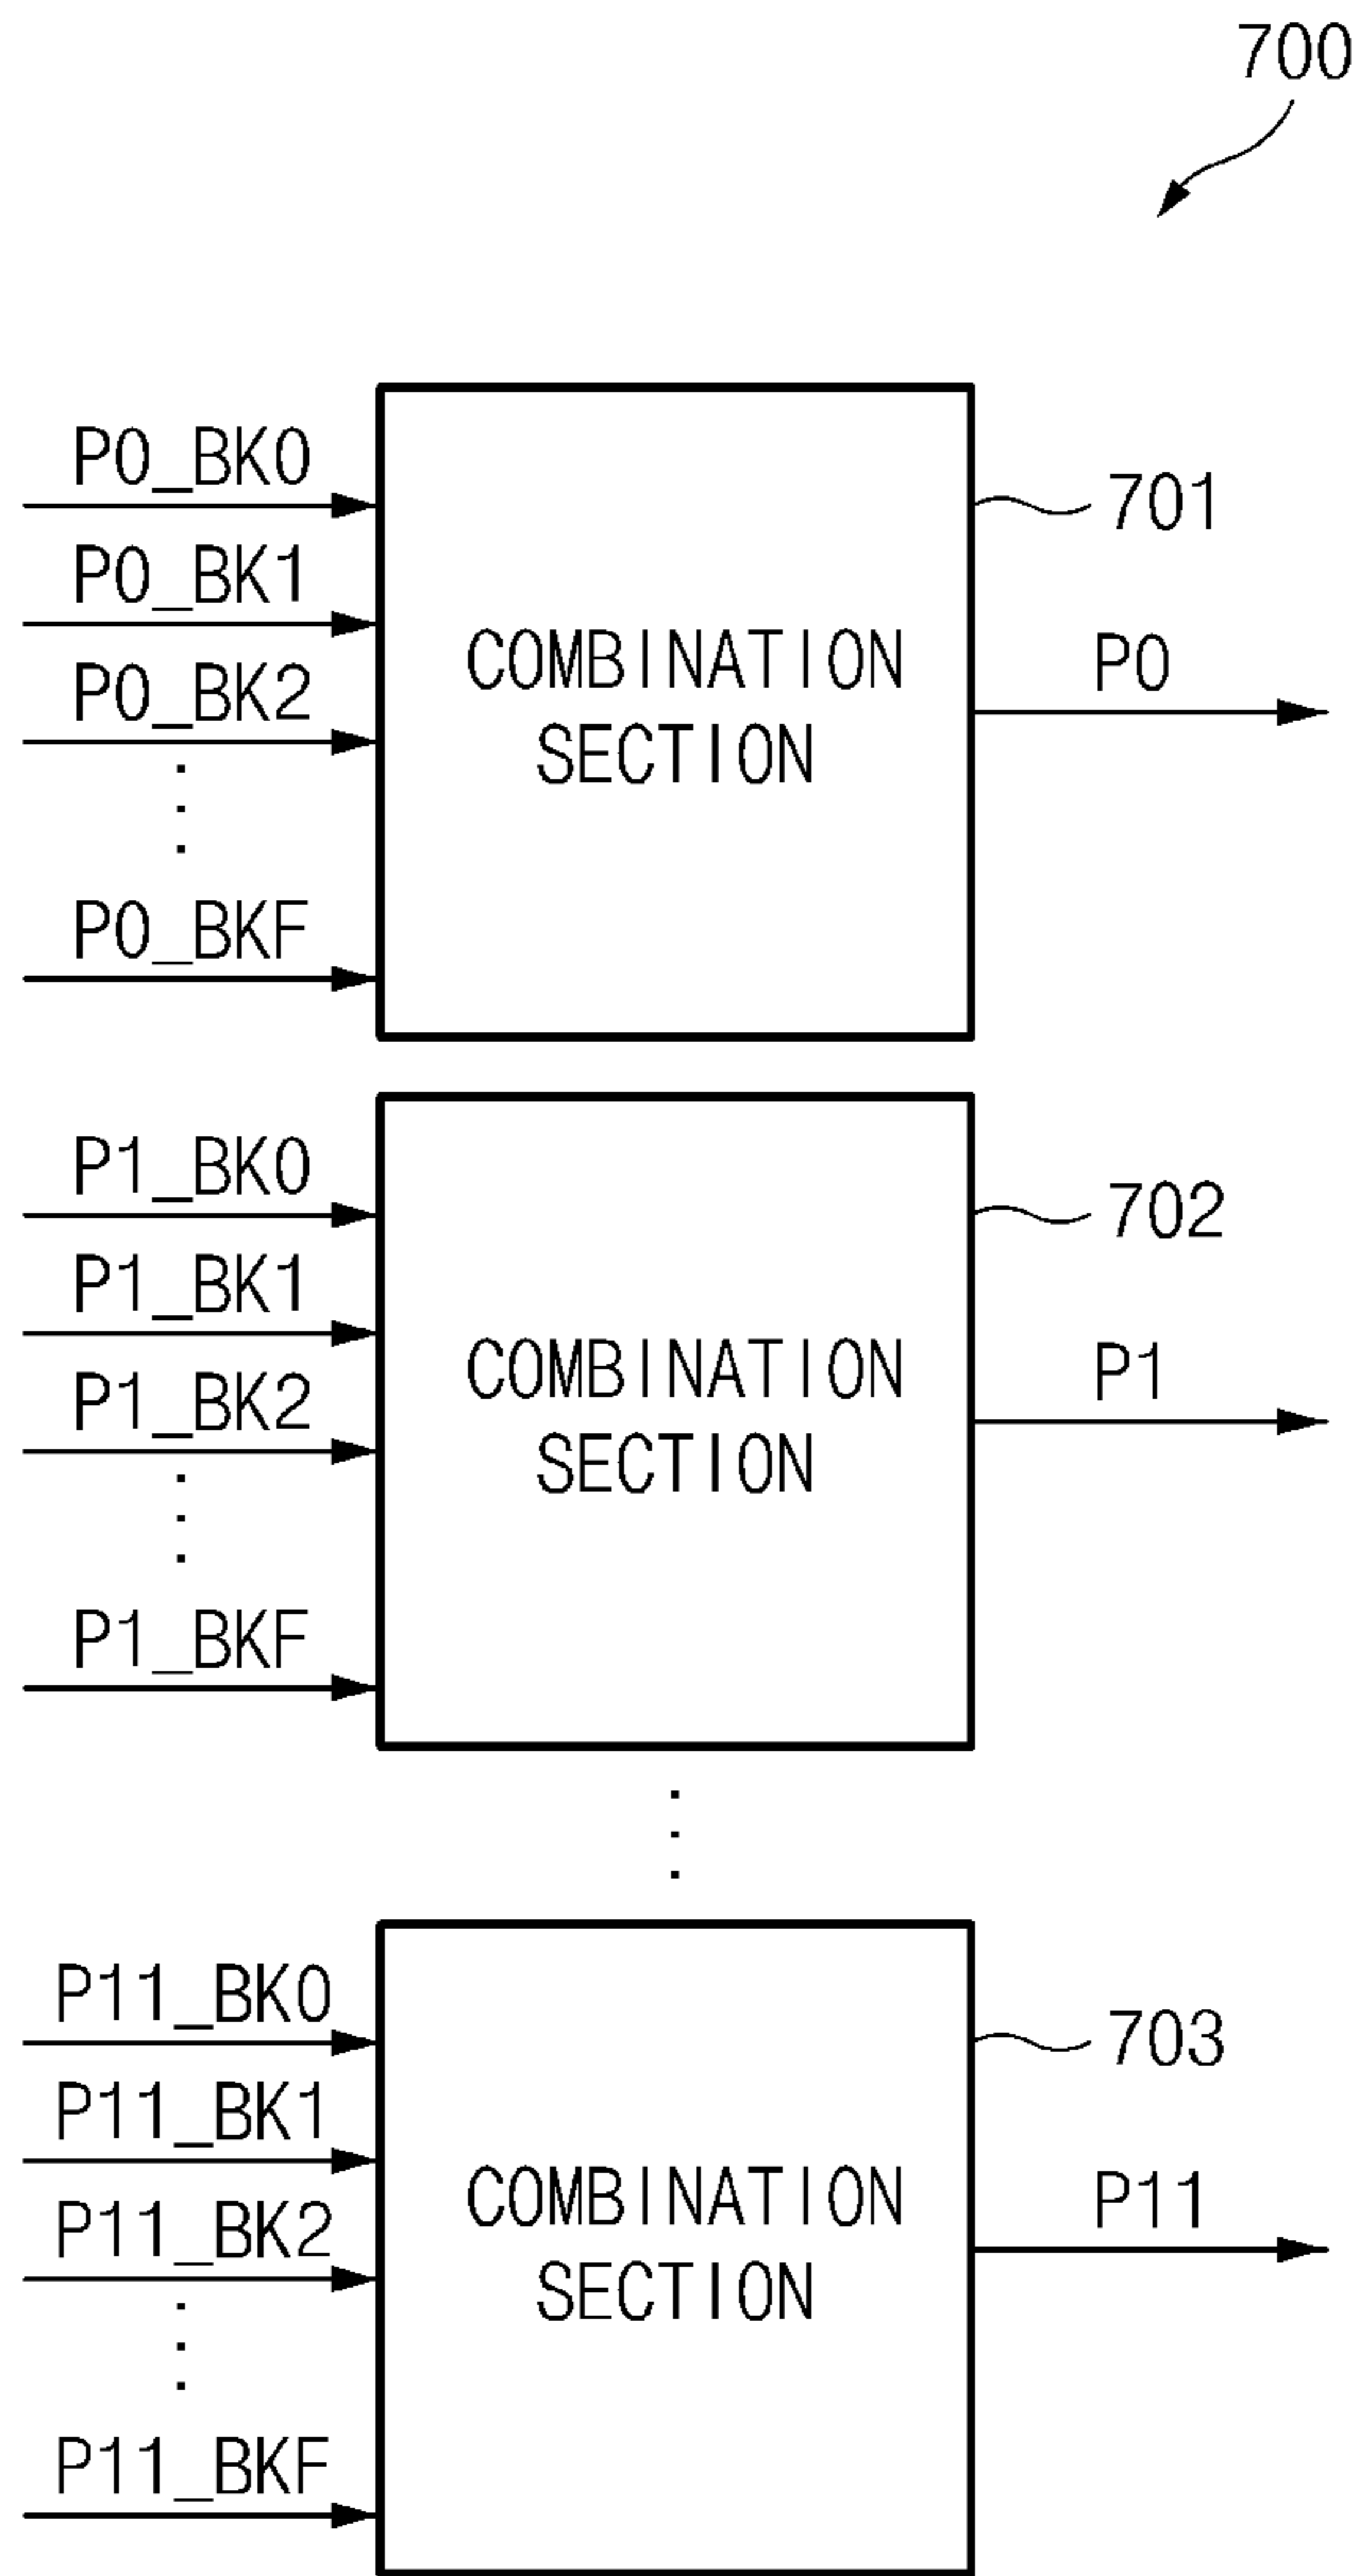 700
P0_BK0
P0_BK1
P0_BK2
P0_BKF
COMBINATION
SECTION
701
P0
P1_BK0
P1_BK1
P1_BK2
P1_BKF
COMBINATION
SECTION
702
P1
P11_BK0
P11_BK1
P11_BK2
P11_BKF
COMBINATION
SECTION
703
P11